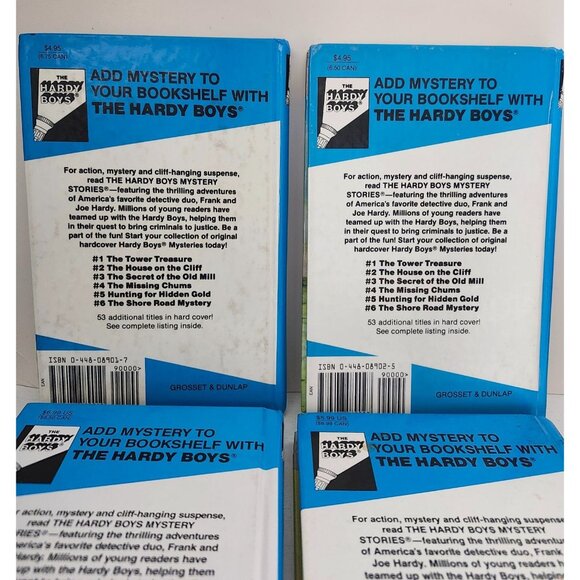 $4.95
(6.75 CAN)
THE
HARDY
BOYS
ADD MYSTERY TO
YOUR BOOKSHELF WITH
THE HARDY BOYS®
For action, mystery and cliff-hanging suspense,
read THE HARDY BOYS MYSTERY
STORIES®—featuring the thrilling adventures
of America's favorite detective duo, Frank and
Joe Hardy. Millions of young readers have
teamed up with the Hardy Boys, helping them
in their quest to bring criminals to justice. Be a
part of the fun! Start your collection of original
hardcover Hardy Boys® Mysteries today!
#1 The Tower Treasure
#2 The House on the Cliff
#3 The Secret of the Old Mill
#4 The Missing Chums
#5 Hunting for Hidden Gold
#6 The Shore Road Mystery
53 additional titles in hard cover!
See complete listing inside.
ISBN 0-448-08901-7
90000>
EAN
GROSSET & DUNLAP
$4.95
(6.50 CAN)
THE
HARDY
BOYS
ADD MYSTERY TO
YOUR BOOKSHELF WITH
THE HARDY BOYS®
For action, mystery and cliff-hanging suspense,
read THE HARDY BOYS MYSTERY
STORIES®—featuring the thrilling adventures
of America's favorite detective duo, Frank and
Joe Hardy. Millions of young readers have
teamed up with the Hardy Boys, helping them
in their quest to bring criminals to justice. Be a
part of the fun! Start your collection of original
hardcover Hardy Boys® Mysteries today!
#1 The Tower Treasure
#2 The House on the Cliff
#3 The Secret of the Old Mill
#4 The Missing Chums
#5 Hunting for Hidden Gold
#6 The Shore Road Mystery
53 additional titles in hard cover!
See complete listing inside.
ISBN 0-448-08902-5
90000>
EAN
GROSSET & DUNLAP
$5.99 US
THE
HARDY
BOYS
ADD MYSTERY TO
YOUR BOOKSHELF WITH
THE HARDY BOYS®
For action, mystery and cliff-hanging suspense,
read THE HARDY BOYS MYSTERY
STORIES®—featuring the thrilling adventures
of America's favorite detective duo, Frank and
Joe Hardy. Millions of young readers have
teamed up with the Hardy Boys, helping them
$5.99 US
THE
HARDY
BOYS
ADD MYSTERY TO
YOUR BOOKSHELF WITH
THE HARDY BOYS®
For action, mystery and cliff-hanging suspense,
read THE HARDY BOYS MYSTERY
STORIES®—featuring the thrilling adventures
of America's favorite detective duo, Frank and
Joe Hardy. Millions of young readers have
teamed up with the Hardy Boys, helping them